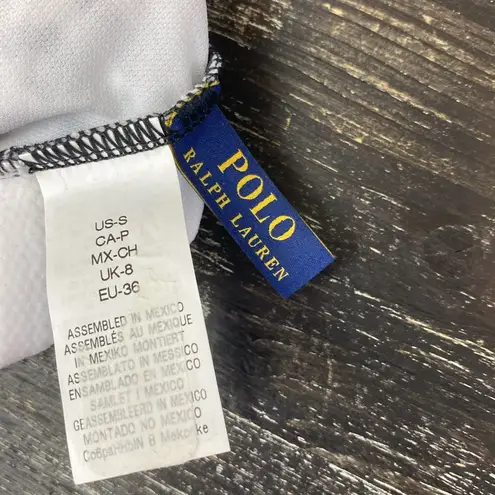 US-S
CA-P
MX-CH
UK-8
EU-36
ASSEMBLED IN MEXICO
ASSEMBLÉS AU MEXIQUE
IN MEXIKO MONTIERT
ASSEMBLATO IN MESSICO
ENSAMBLADO EN MEXICO
SAMLET I MEXICO
GEASSEMBLEERD IN MEXICO
MONTADO NO MEXICO
В
POLO
RALPH LAUREN